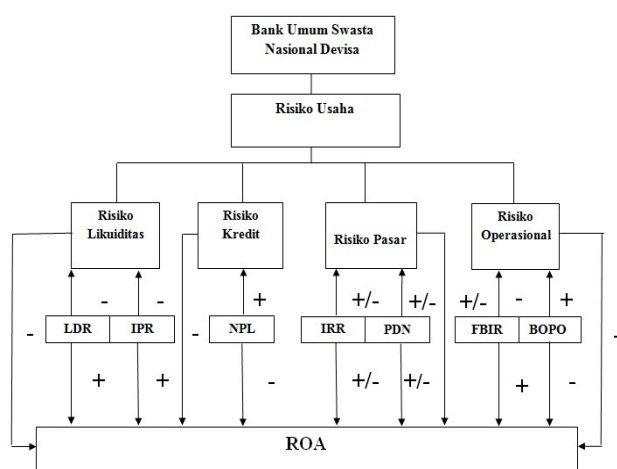 Bank Umum Swasta
Nasional Devisa
Risiko Usaha
Risiko
Likuiditas
Risiko
Kredit
Risiko Pasar
Risiko
Operasional
- - + +/- +/- +/- - +
- LDR IPR - NPL IRR PDN FBIR BOPO -
+ + - +/- +/- + -
ROA